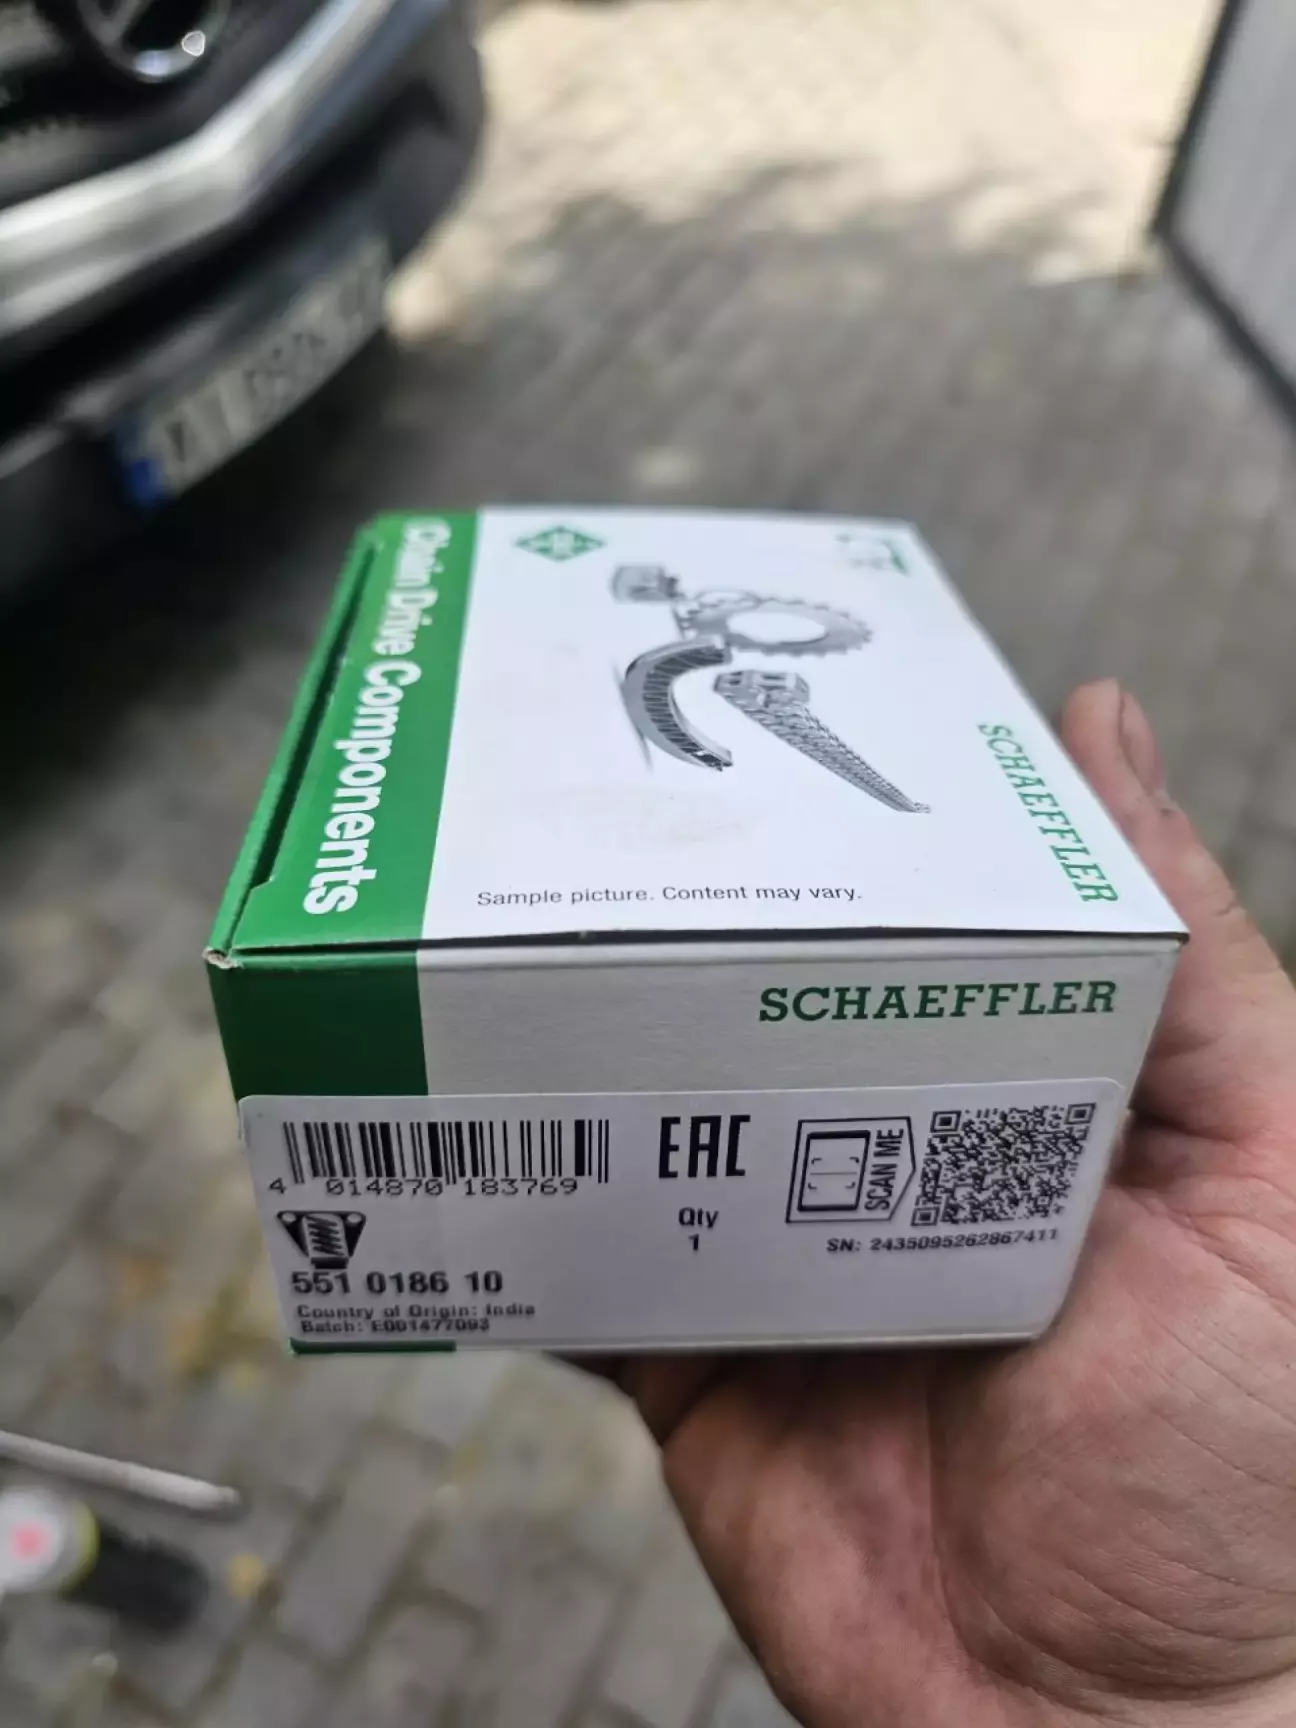 Chain Drive Components
SCHAEFFLER
Sample picture. Content may vary.
SCHAEFFLER
4 014870 183769
EAC
Qty
1
SCAN ME
SN: 2435095262867411
551 0186 10
Country of Origin: India
Batch: E001477093